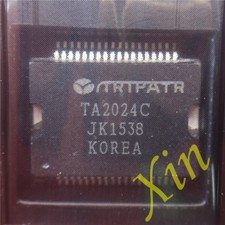 TRIPATH
TA2024C
JK1538
KOREA
Xin